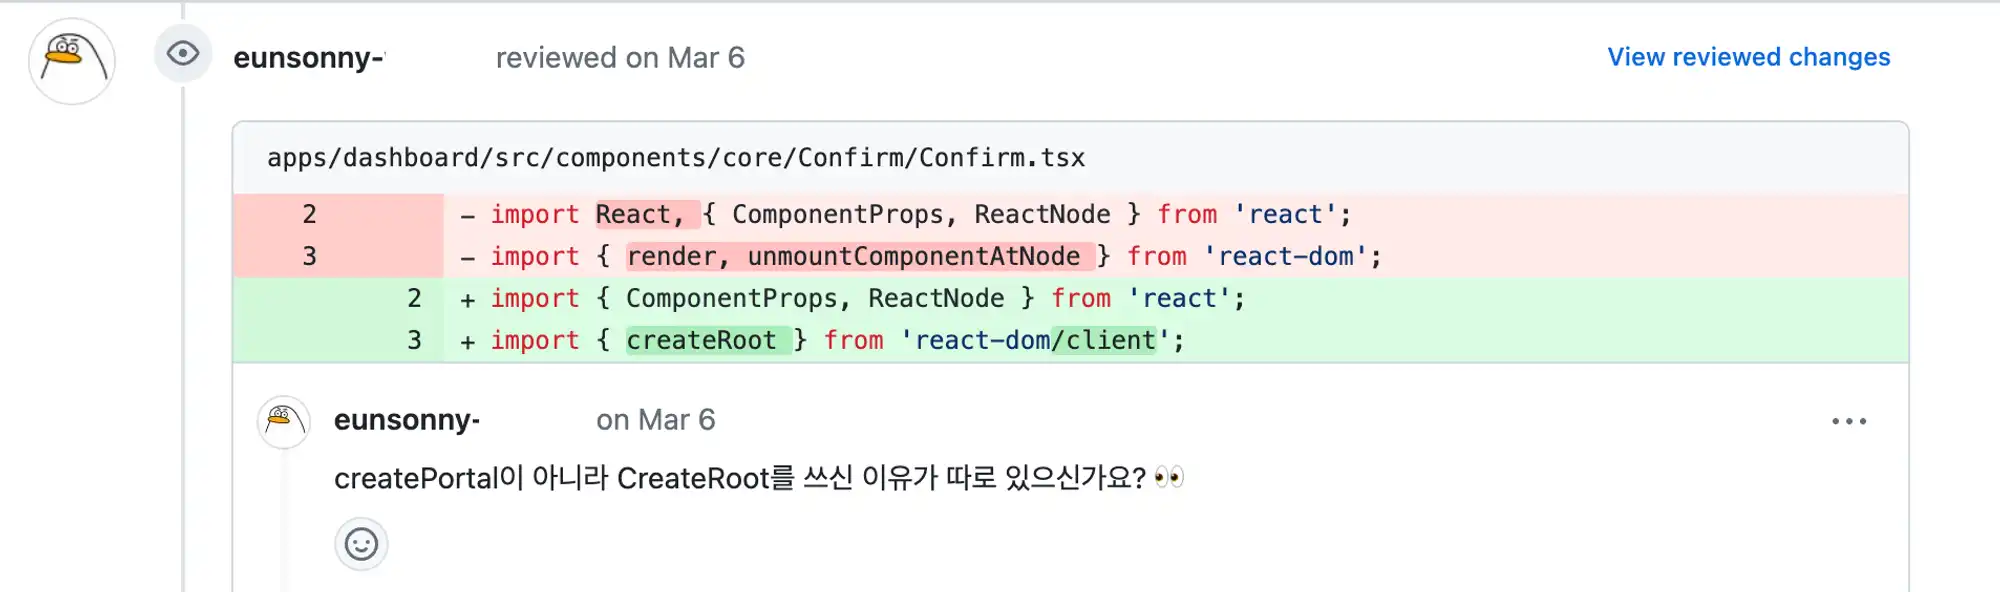 eunsonny- reviewed on Mar 6 View reviewed changes
apps/dashboard/src/components/core/Confirm/Confirm.tsx
2 - import React, { ComponentProps, ReactNode } from 'react';
3 - import { render, unmountComponentAtNode } from 'react-dom';
2 + import { ComponentProps, ReactNode } from 'react';
3 + import { createRoot } from 'react-dom/client';
eunsonny- on Mar 6
createPortal이 아니라 CreateRoot를 쓰신 이유가 따로 있으신가요? 👀